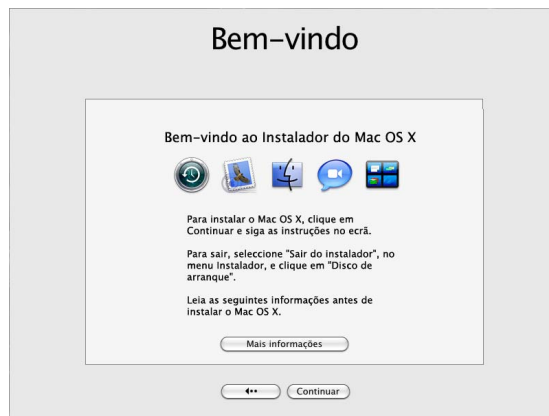 Bem-vindo
Bem-vindo ao Instalador do Mac OS X
Para instalar o Mac OS X, clique em
Continuar e siga as instruções no ecrã.
Para sair, seleccione "Sair do instalador", no
menu Instalador, e clique em "Disco de
arranque".
Leia as seguintes informações antes de
instalar o Mac OS X.
Mais informações
Continuar